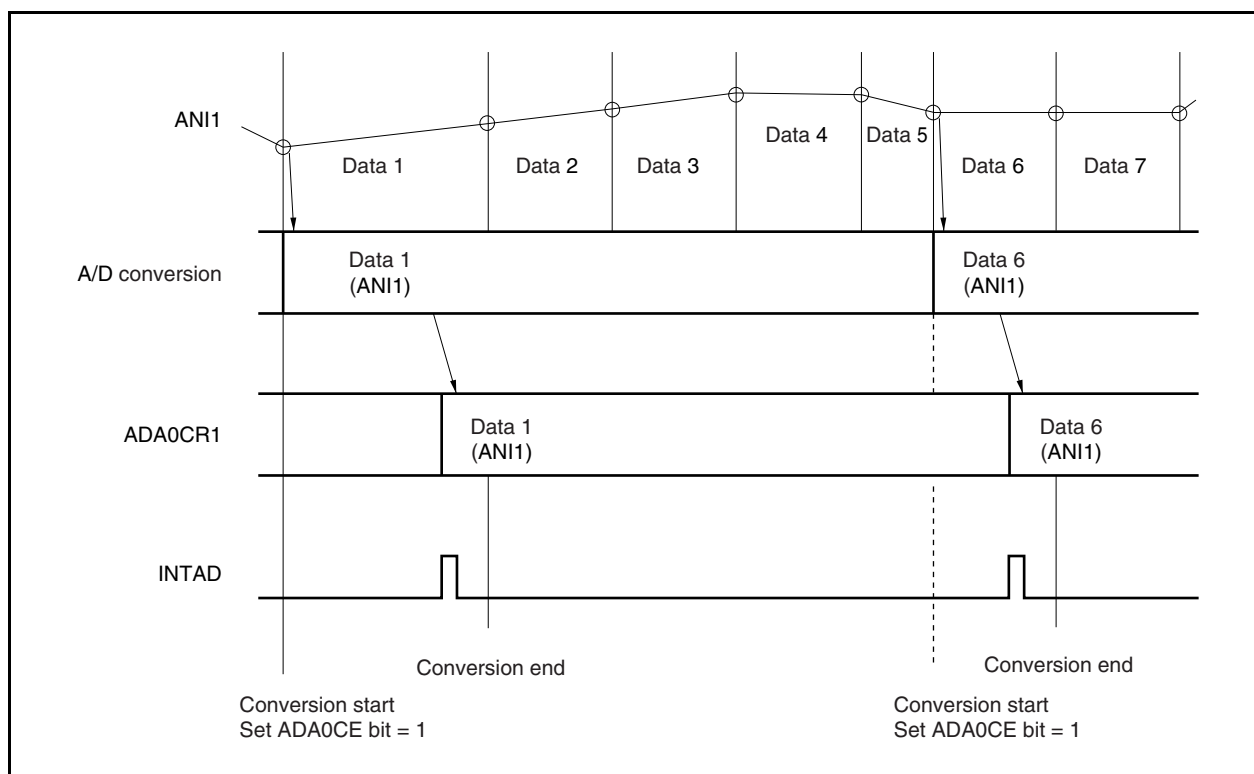 ANI1
Data 1
Data 2
Data 3
Data 4
Data 5
Data 6
Data 7
A/D conversion
Data 1
(ANI1)
Data 6
(ANI1)
ADA0CR1
Data 1
(ANI1)
Data 6
(ANI1)
INTAD
Conversion end
Conversion end
Conversion start
Set ADA0CE bit = 1
Conversion start
Set ADA0CE bit = 1